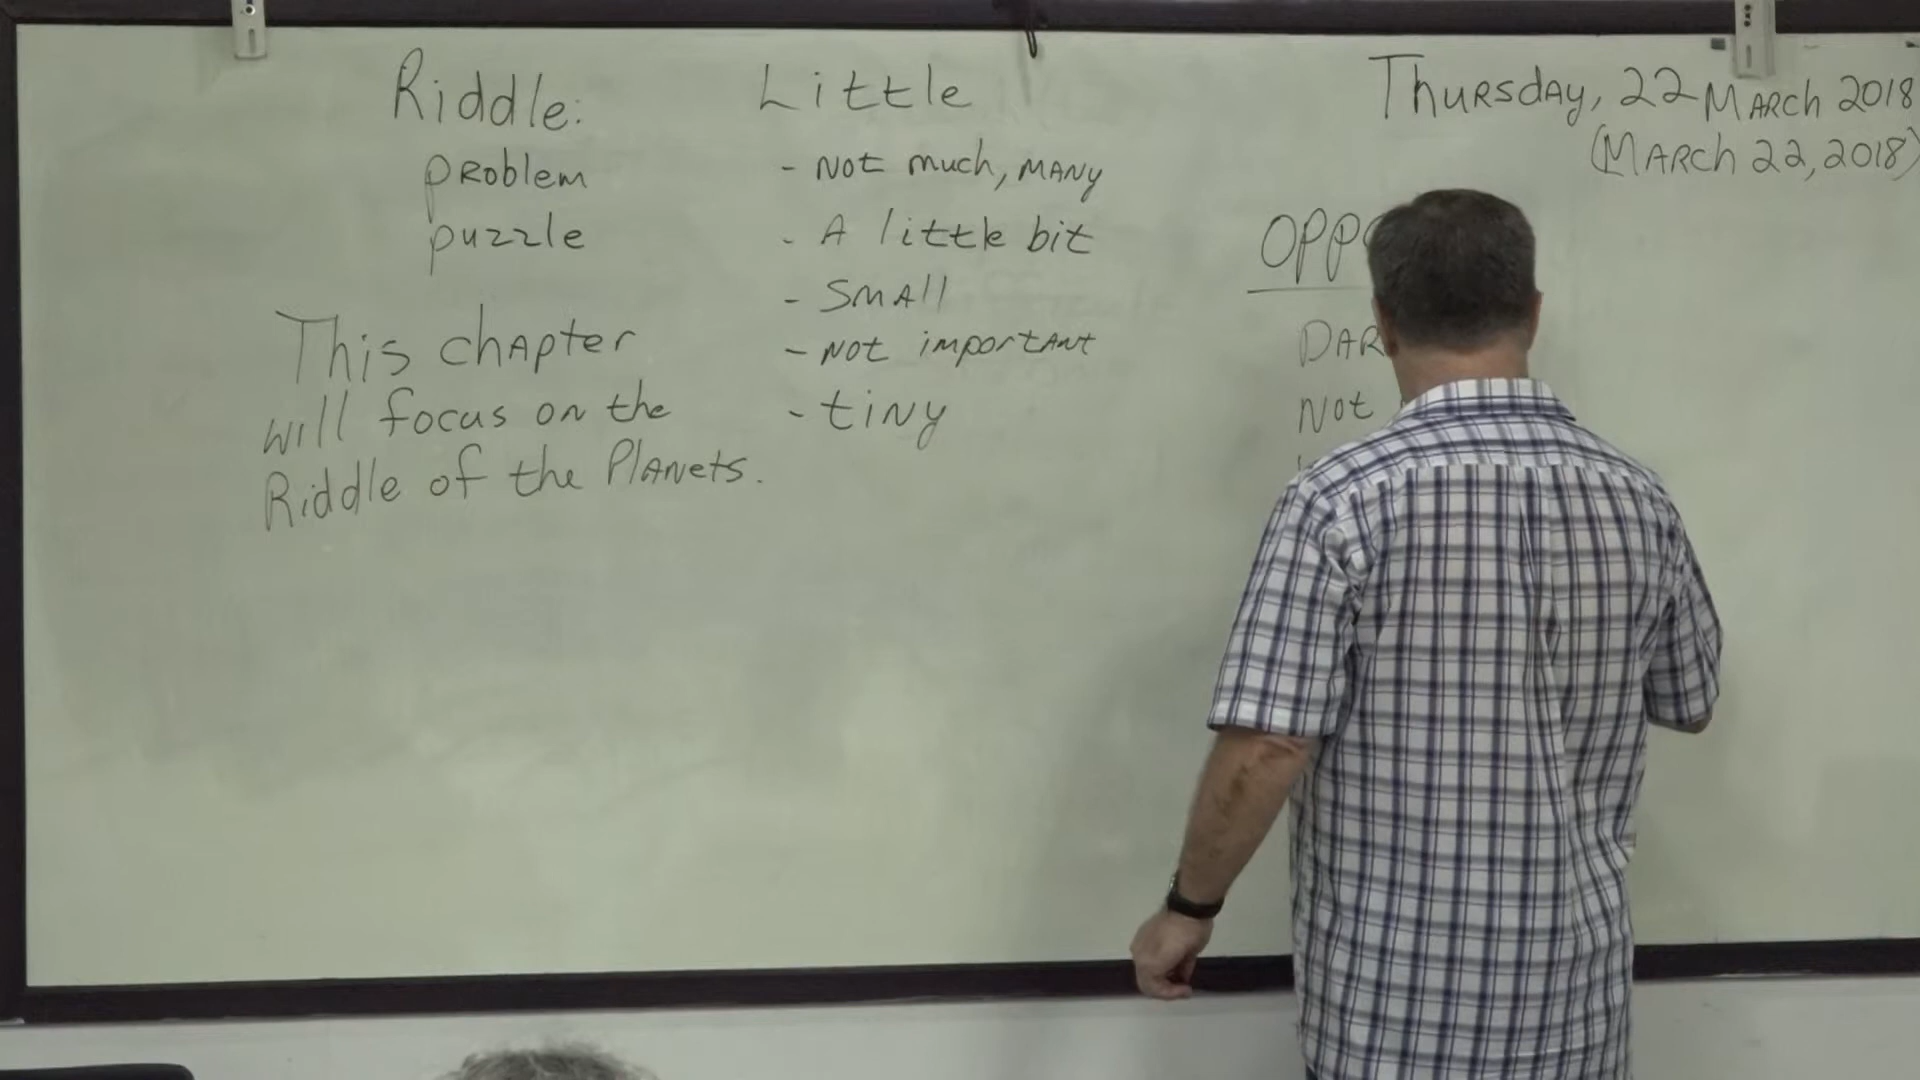 Riddle:
problem
puzzle
This chapter
will focus on the
Riddle of the Planets.
Little
- Not much, many
- A little bit
- Small
- Not important
- tiny
Thursday, 22 March 2018
(March 22, 2018)
Not